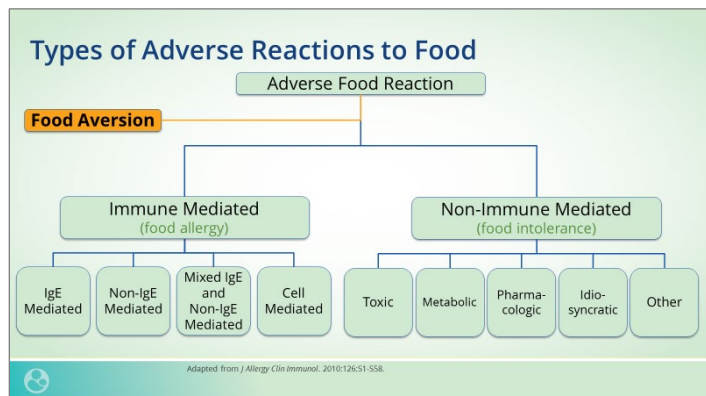 Types of Adverse Reactions to Food
Adverse Food Reaction
Food Aversion
Immune Mediated
(food allergy)
Non-Immune Mediated
(food intolerance)
IgE
Mediated
Non-IgE
Mediated
Mixed IgE
and
Non-IgE
Mediated
Cell
Mediated
Toxic
Metabolic
Pharma-
cologic
Idio-
syncratic
Other
Adapted from J Allergy Clin Immunol. 2010:126:S1-S58.